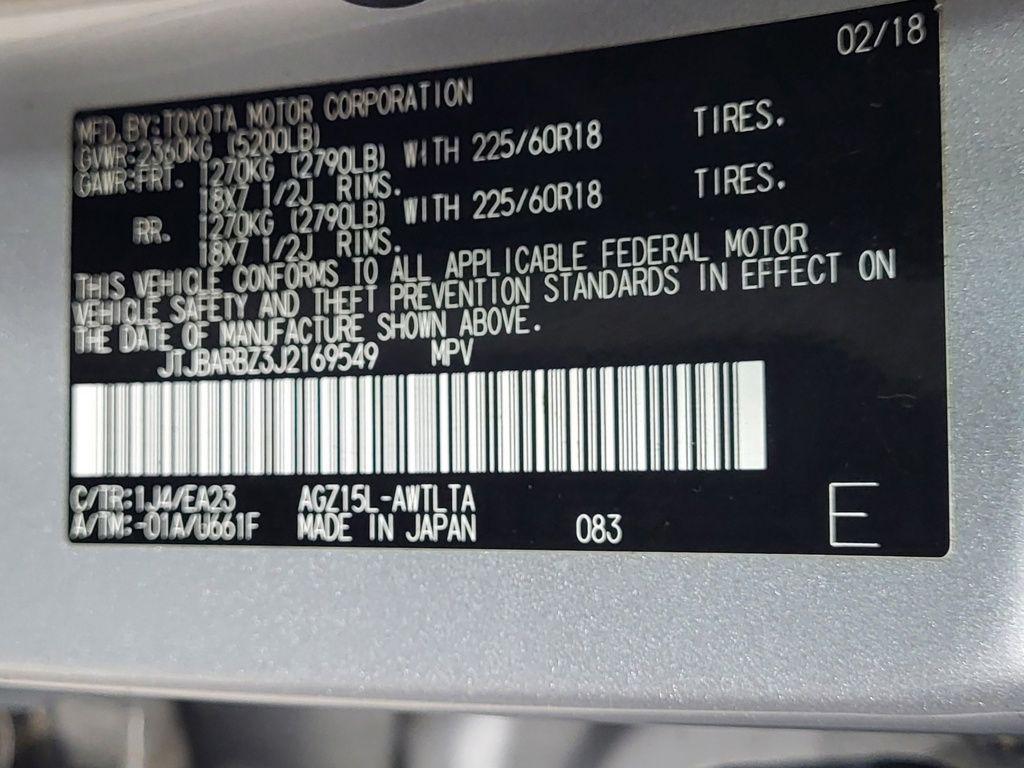 02/18
MFD.BY:TOYOTA MOTOR CORPORATION
GVWR:2360KG (5200LB)
GAWR:FRT. 1270KG (2790LB) WITH 225/60R18 TIRES.
18X7 1/2J RIMS.
RR. 1270KG (2790LB) WITH 225/60R18 TIRES.
18X7 1/2J RIMS.
THIS VEHICLE CONFORMS TO ALL APPLICABLE FEDERAL MOTOR
VEHICLE SAFETY AND THEFT PREVENTION STANDARDS IN EFFECT ON
THE DATE OF MANUFACTURE SHOWN ABOVE.
JTJBARBZ3J2169549 MPV
C/TR:1J4/EA23 AGZ15L-AWTLTA
A/TM:-01A/U661F MADE IN JAPAN 083 E